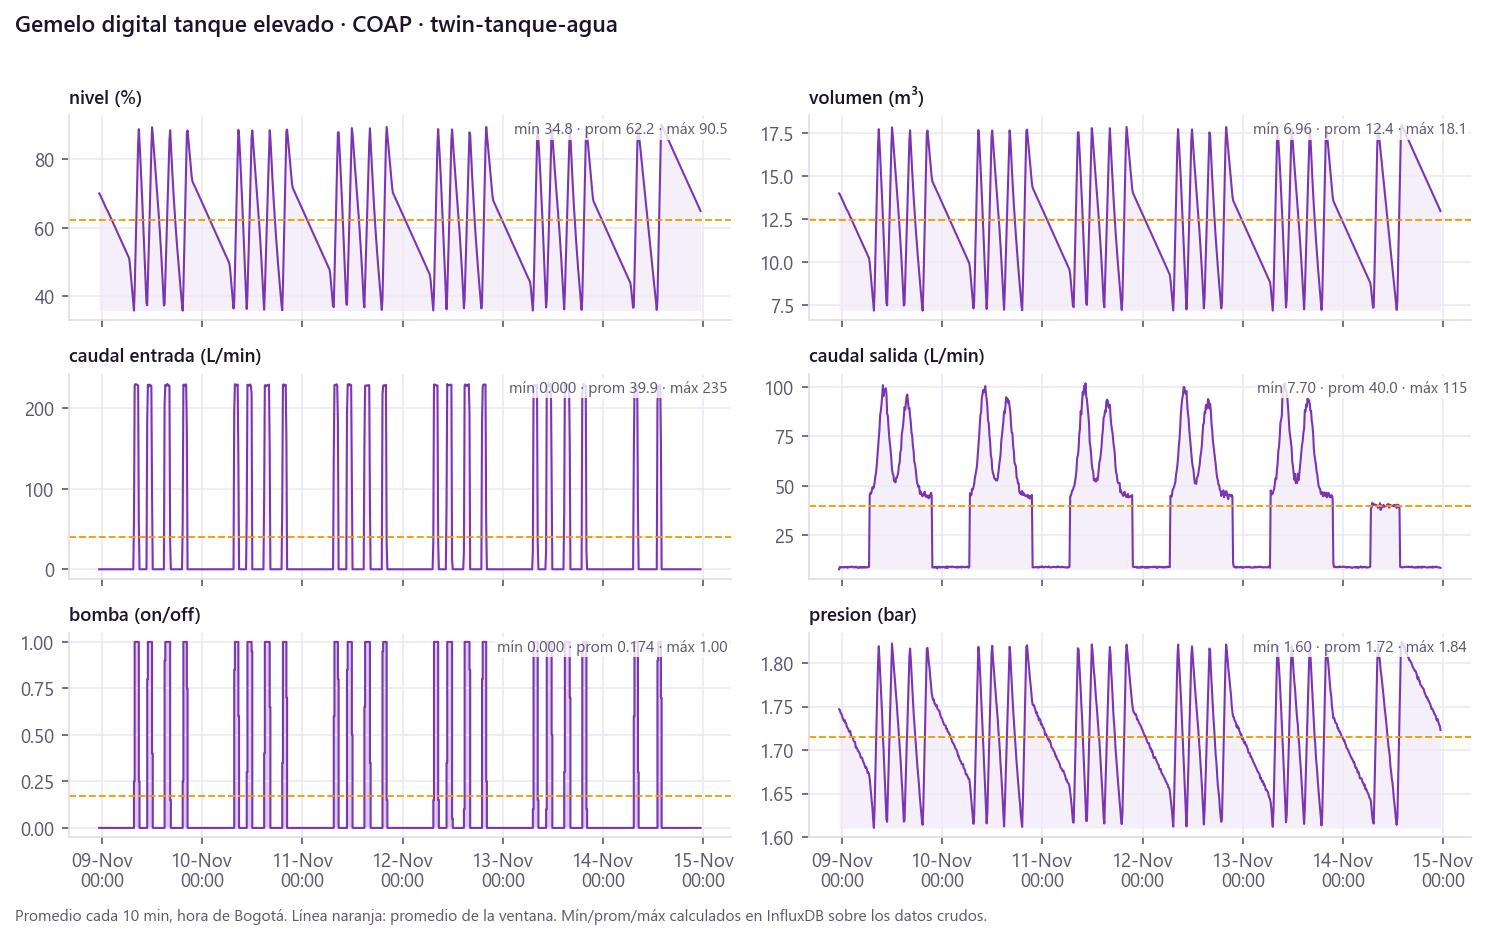 Gemelo digital tanque elevado · COAP · twin-tanque-agua
nivel (%)
mín 34.8 · prom 62.2 · máx 90.5
80
60
40
volumen (m³)
mín 6.96 · prom 12.4 · máx 18.1
17.5
15.0
12.5
10.0
7.5
caudal entrada (L/min)
mín 0.000 · prom 39.9 · máx 235
200
100
0
caudal salida (L/min)
mín 7.70 · prom 40.0 · máx 115
100
75
50
25
bomba (on/off)
mín 0.000 · prom 0.174 · máx 1.00
1.00
0.75
0.50
0.25
0.00
09-Nov 10-Nov 11-Nov 12-Nov 13-Nov 14-Nov 15-Nov
00:00 00:00 00:00 00:00 00:00 00:00 00:00
presion (bar)
mín 1.60 · prom 1.72 · máx 1.84
1.80
1.75
1.70
1.65
1.60
09-Nov 10-Nov 11-Nov 12-Nov 13-Nov 14-Nov 15-Nov
00:00 00:00 00:00 00:00 00:00 00:00 00:00
Promedio cada 10 min, hora de Bogotá. Línea naranja: promedio de la ventana. Mín/prom/máx calculados en InfluxDB sobre los datos crudos.